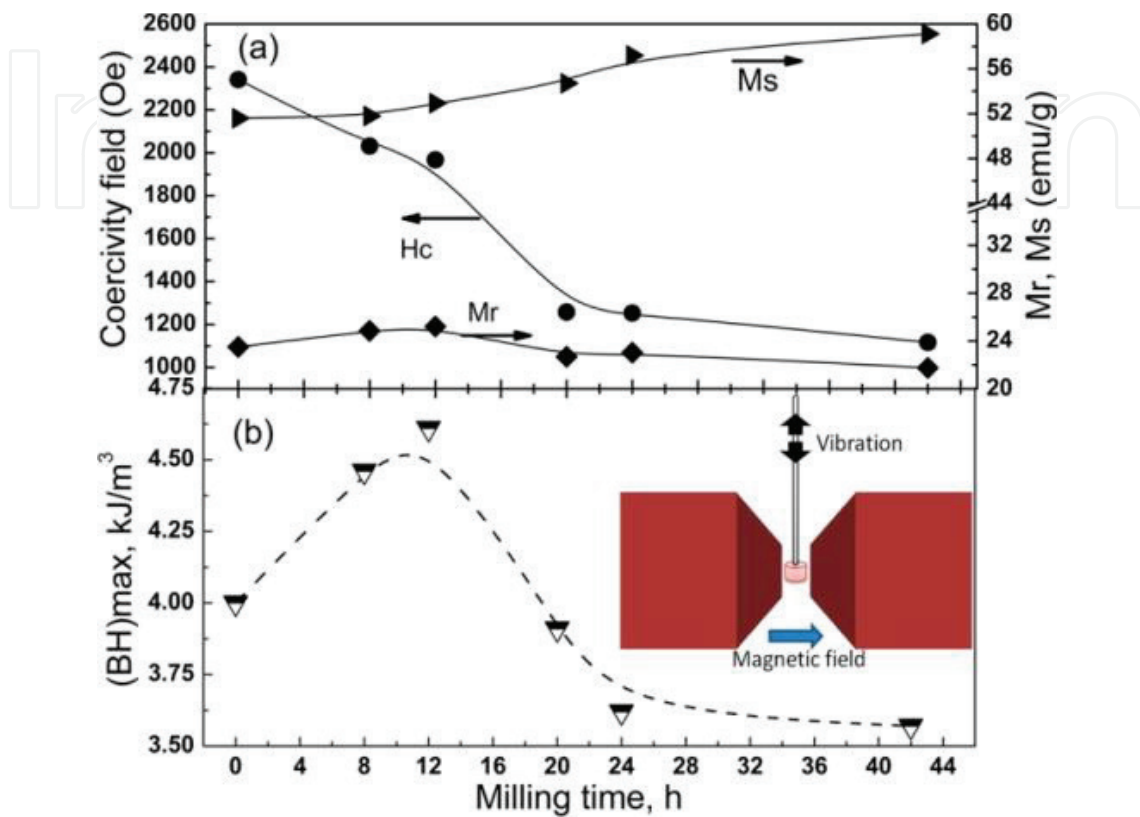 (a)
2600
2400
2200
2000
1800
1600
1400
1200
1000
Coercivity field (Oe)
60
56
52
48
44
32
28
24
20
Mr, Ms (emu/g)
Ms
Hc
Mr
(b)
4.75
4.50
4.25
4.00
3.75
3.50
(BH)max, kJ/m³
Vibration
Magnetic field
0 4 8 12 16 20 24 28 32 36 40 44
Milling time, h